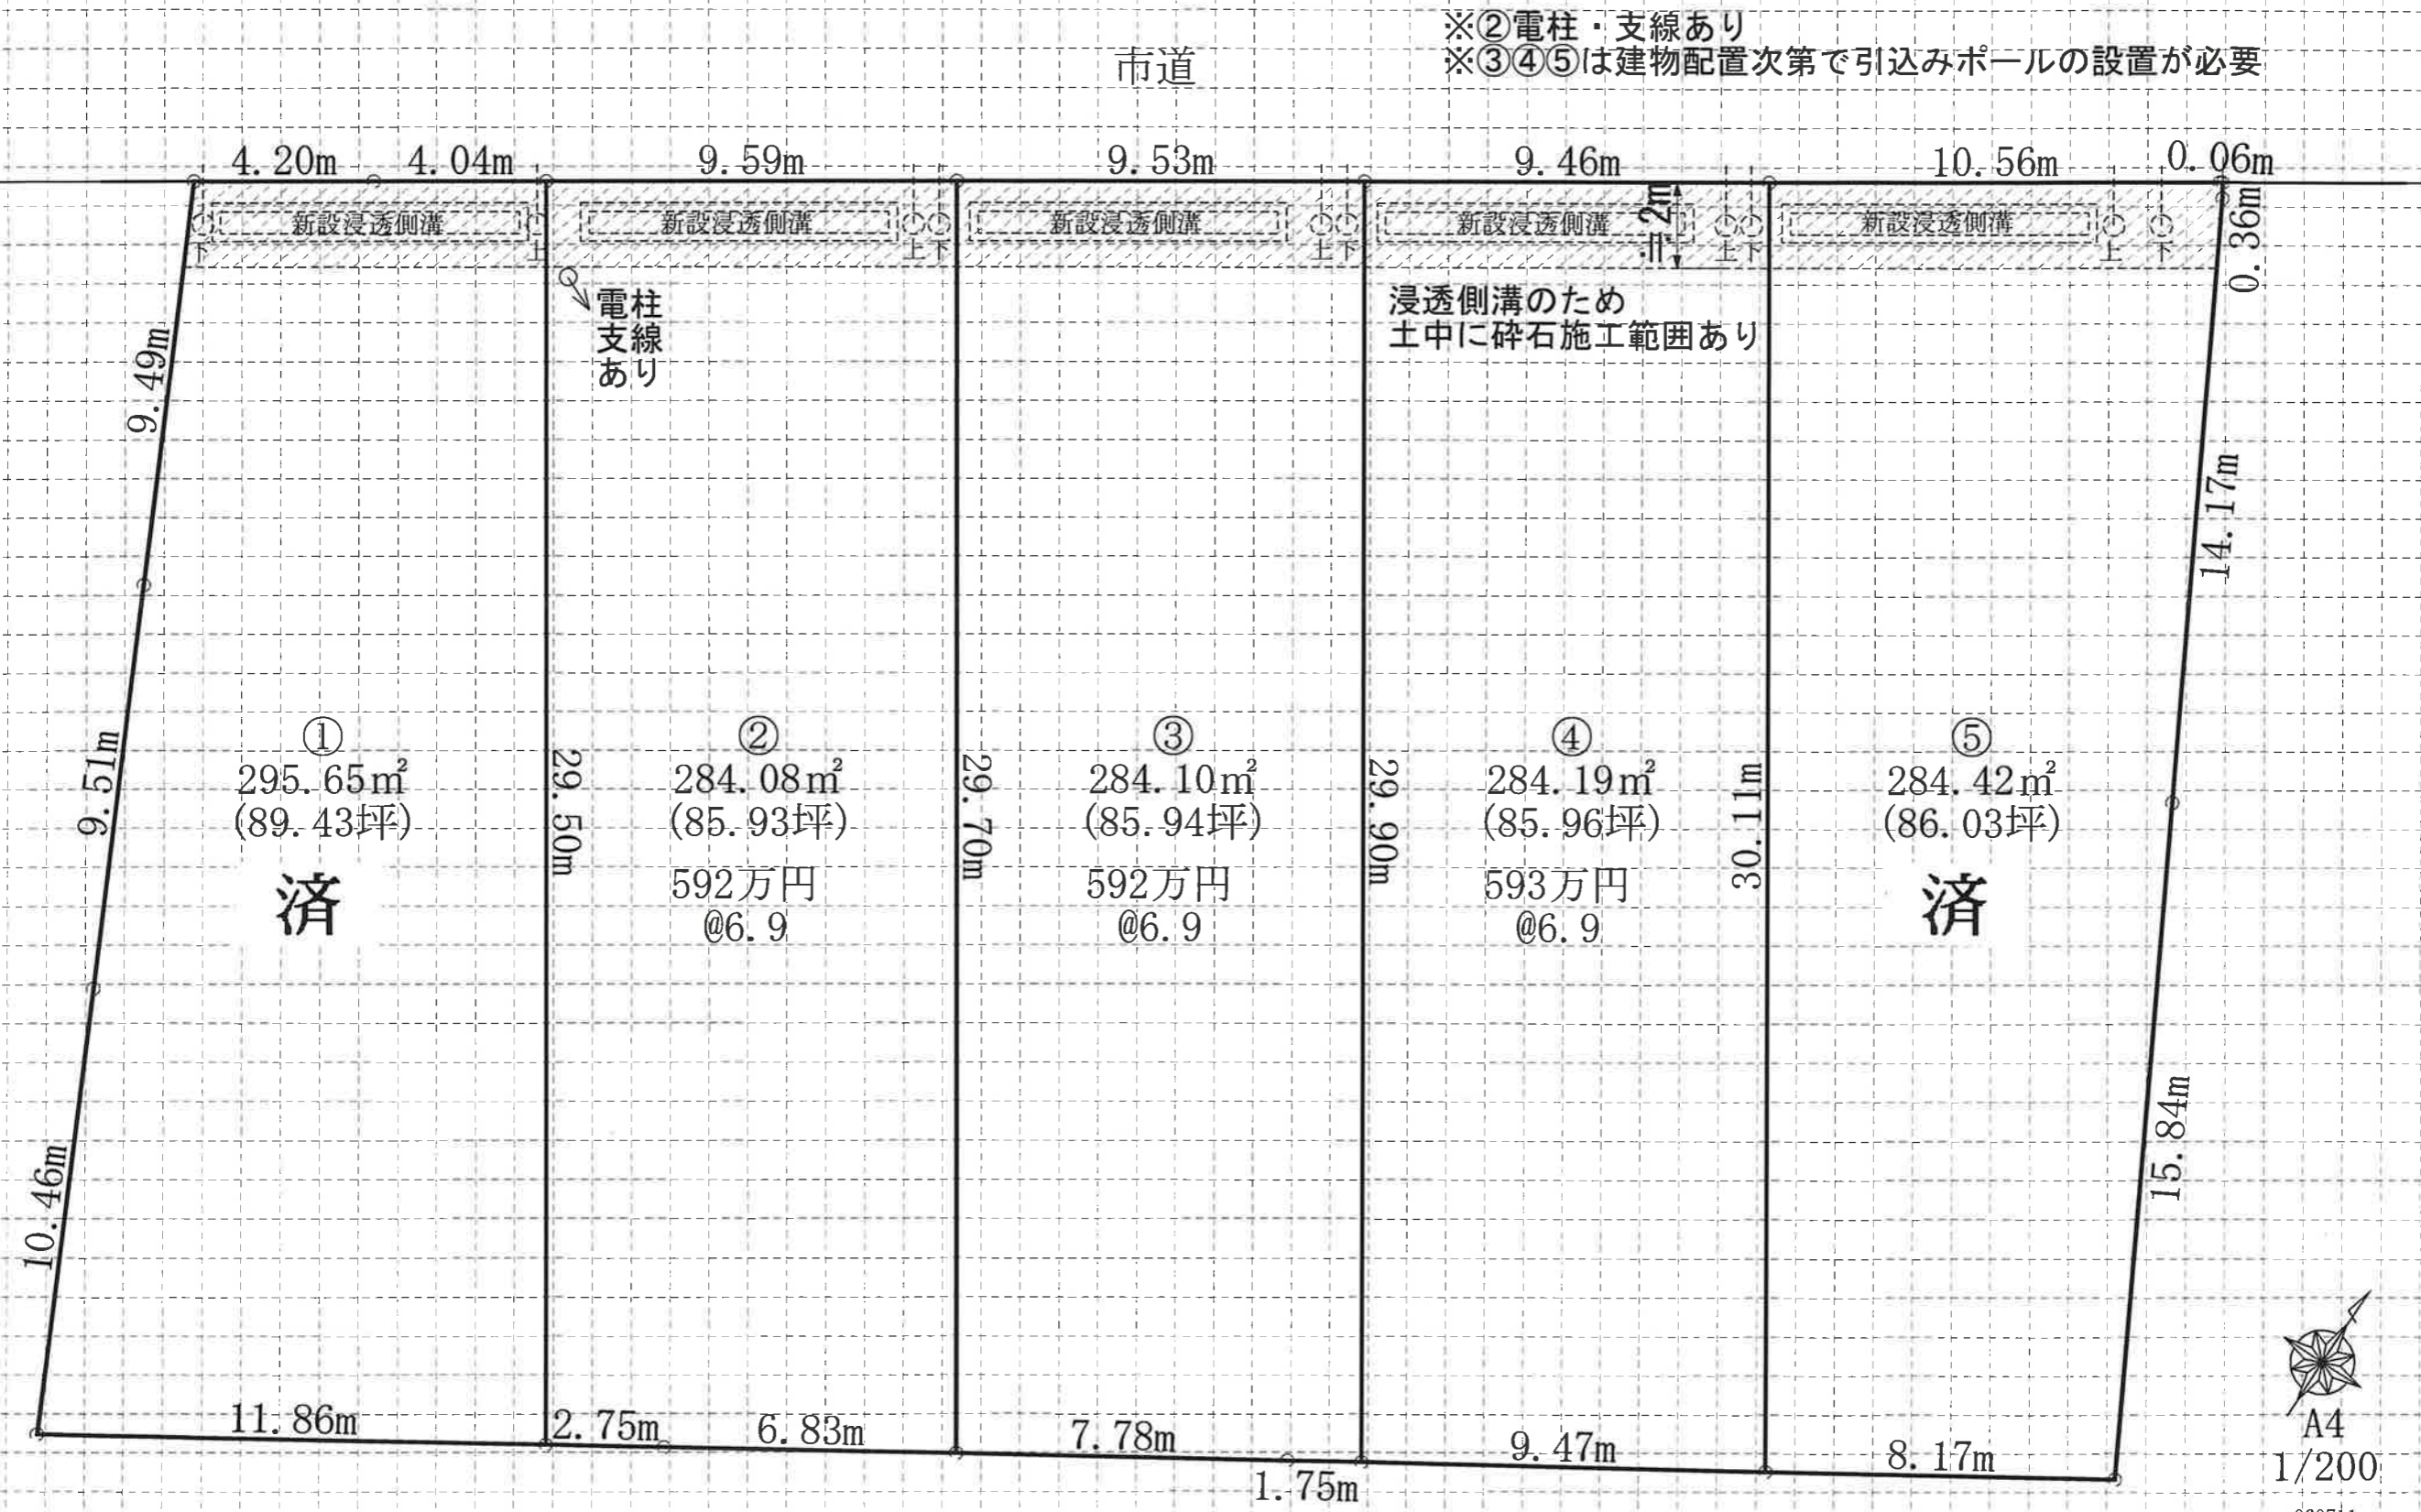 ※②電柱・支線あり
※③④⑤は建物配置次第で引込みポールの設置が必要
市道
4.20m
4.04m
9.59m
9.53m
9.46m
10.56m
0.06m
新設浸透側溝
新設浸透側溝
新設浸透側溝
新設浸透側溝
新設浸透側溝
下
上
上
下
上
下
上
下
上
下
≒2m
0.36m
電柱
支線
あり
浸透側溝のため
土中に砕石施工範囲あり
9.49m
14.17m
9.51m
①
295.65㎡
(89.43坪)
済
29.50m
②
284.08㎡
(85.93坪)
592万円
@6.9
29.70m
③
284.10㎡
(85.94坪)
592万円
@6.9
29.90m
④
284.19㎡
(85.96坪)
593万円
@6.9
30.11m
⑤
284.42㎡
(86.03坪)
済
10.46m
15.84m
11.86m
2.75m
6.83m
7.78m
1.75m
9.47m
8.17m
A4
1/200